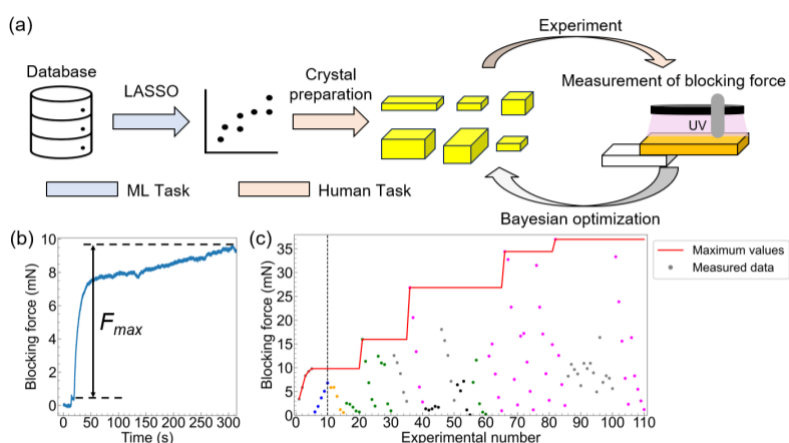 (a)
Experiment
Database
LASSO
Crystal
preparation
Measurement of blocking force
UV
ML Task
Human Task
Bayesian optimization
(b)
Blocking force (mN)
10
8
6
4
2
0
F_max
0 50 100 150 200 250 300
Time (s)
(c)
Blocking force (mN)
35
30
25
20
15
10
5
0
0 10 20 30 40 50 60 70 80 90 100 110
Experimental number
Maximum values
Measured data